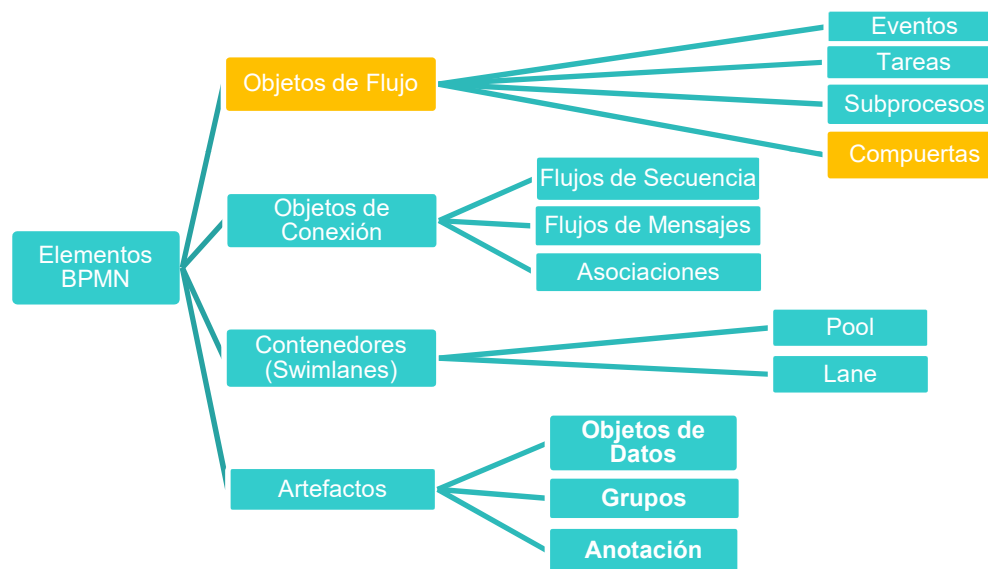 Elementos
BPMN
Objetos de Flujo
Eventos
Tareas
Subprocesos
Compuertas
Objetos de
Conexión
Flujos de Secuencia
Flujos de Mensajes
Asociaciones
Contenedores
(Swimlanes)
Pool
Lane
Artefactos
Objetos de
Datos
Grupos
Anotación